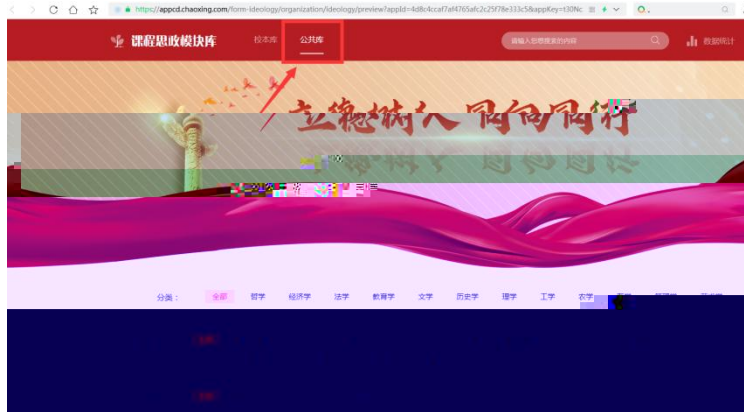 https://appcd.chaoxing.com/form-ideology/organization/ideology/preview?appId=4d8c4ccaf7af4765afc2c25f78e333c5&appKey=t30Nc
课程思政模块库 校本库 公共库 请输入您想搜索的内容 数据统计
立德树人 同向同行
分类： 全部 哲学 经济学 法学 教育学 文学 历史学 理学 工学 农学